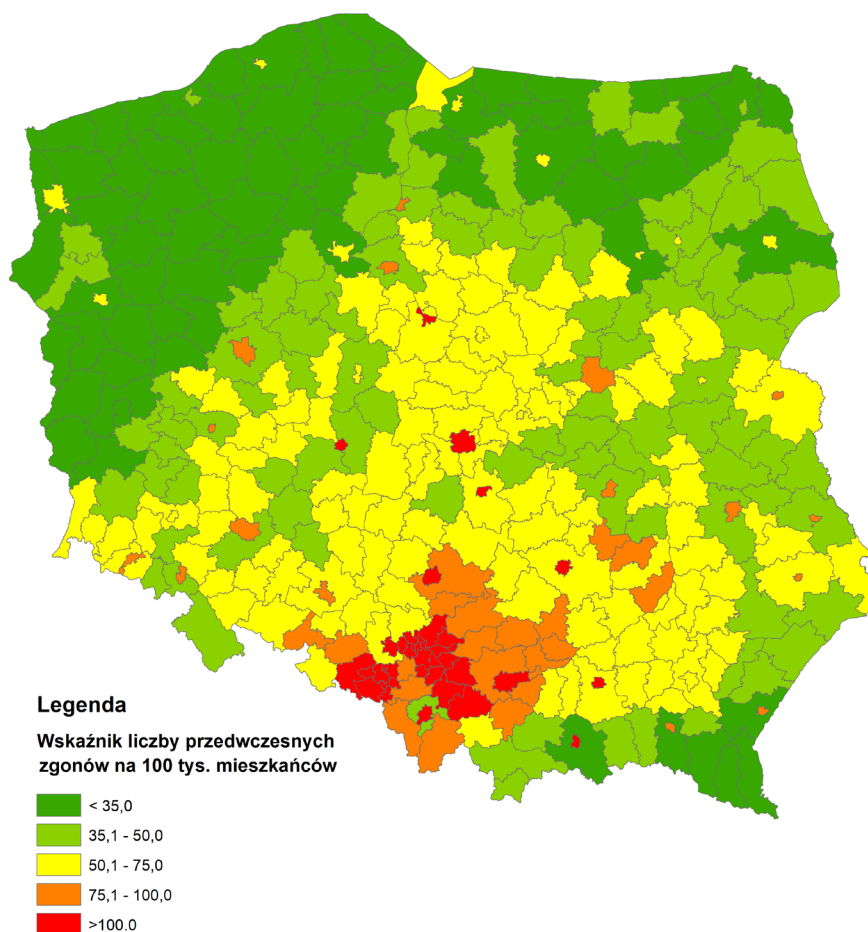 Legenda
Wskaźnik liczby przedwczesnych
zgonów na 100 tys. mieszkańców
< 35,0
35,1 - 50,0
50,1 - 75,0
75,1 - 100,0
>100.0